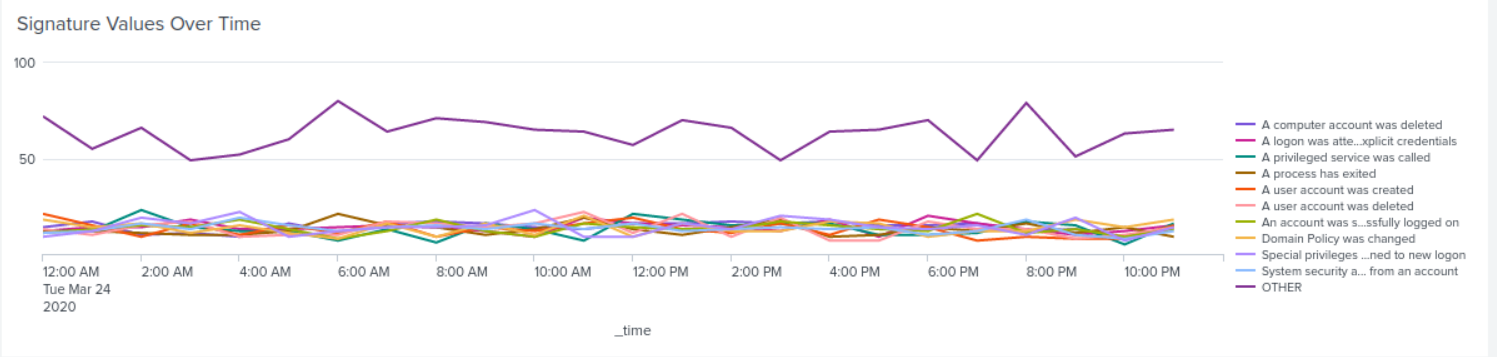 Signature Values Over Time
100
50
12:00 AM 2:00 AM 4:00 AM 6:00 AM 8:00 AM 10:00 AM 12:00 PM 2:00 PM 4:00 PM 6:00 PM 8:00 PM 10:00 PM
Tue Mar 24
2020
_time
A computer account was deleted
A logon was atte...xplicit credentials
A privileged service was called
A process has exited
A user account was created
A user account was deleted
An account was s...ssfully logged on
Domain Policy was changed
Special privileges ...ned to new logon
System security a... from an account
OTHER